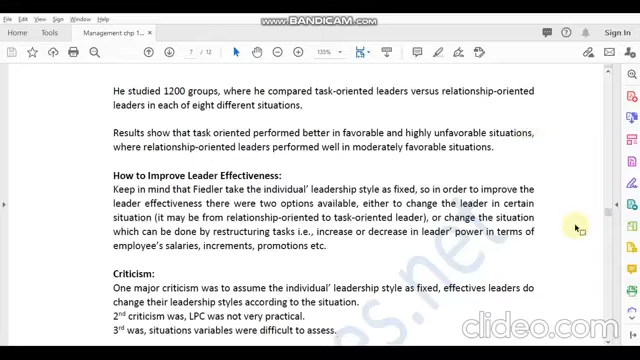 WWW.BANDICAM.COM
File Edit View Sign Window Help
Home Tools Management chp 1... ×
7 / 12 135%
He studied 1200 groups, where he compared task-oriented leaders versus relationship-oriented
leaders in each of eight different situations.
Results show that task oriented performed better in favorable and highly unfavorable situations,
where relationship-oriented leaders performed well in moderately favorable situations.
How to Improve Leader Effectiveness:
Keep in mind that Fiedler take the individual' leadership style as fixed, so in order to improve the
leader effectiveness there were two options available, either to change the leader in certain
situation (it may be from relationship-oriented to task-oriented leader), or change the situation
which can be done by restructuring tasks i.e., increase or decrease in leader' power in terms of
employee's salaries, increments, promotions etc.
Criticism:
One major criticism was to assume the individual' leadership style as fixed, effectives leaders do
change their leadership styles according to the situation.
2nd criticism was, LPC was not very practical.
3rd was, situations variables were difficult to assess.
es.net
clideo.com